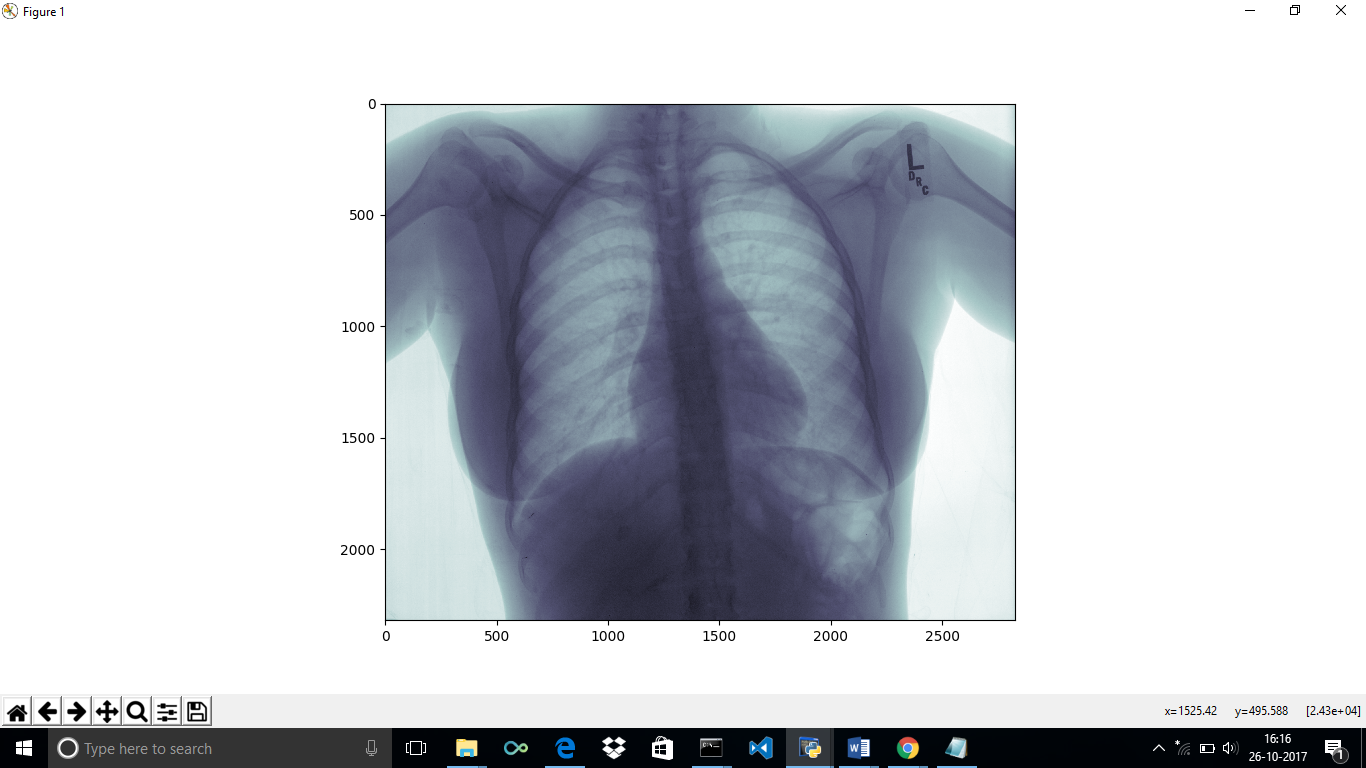 Figure 1
0
500
1000
1500
2000
0 500 1000 1500 2000 2500
L
DRC
x=1525.42 y=495.588 [2.43e+04]
Type here to search
16:16
26-10-2017
1